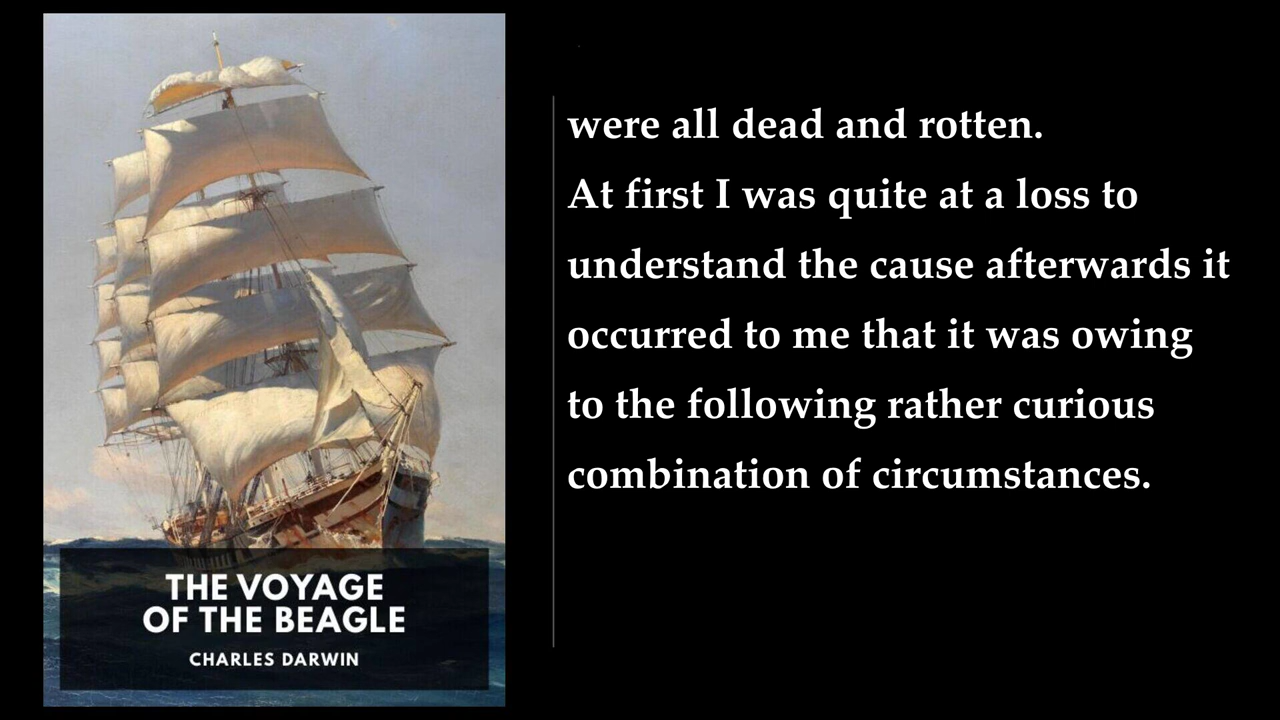 THE VOYAGE
OF THE BEAGLE
CHARLES DARWIN
were all dead and rotten.
At first I was quite at a loss to
understand the cause afterwards it
occurred to me that it was owing
to the following rather curious
combination of circumstances.